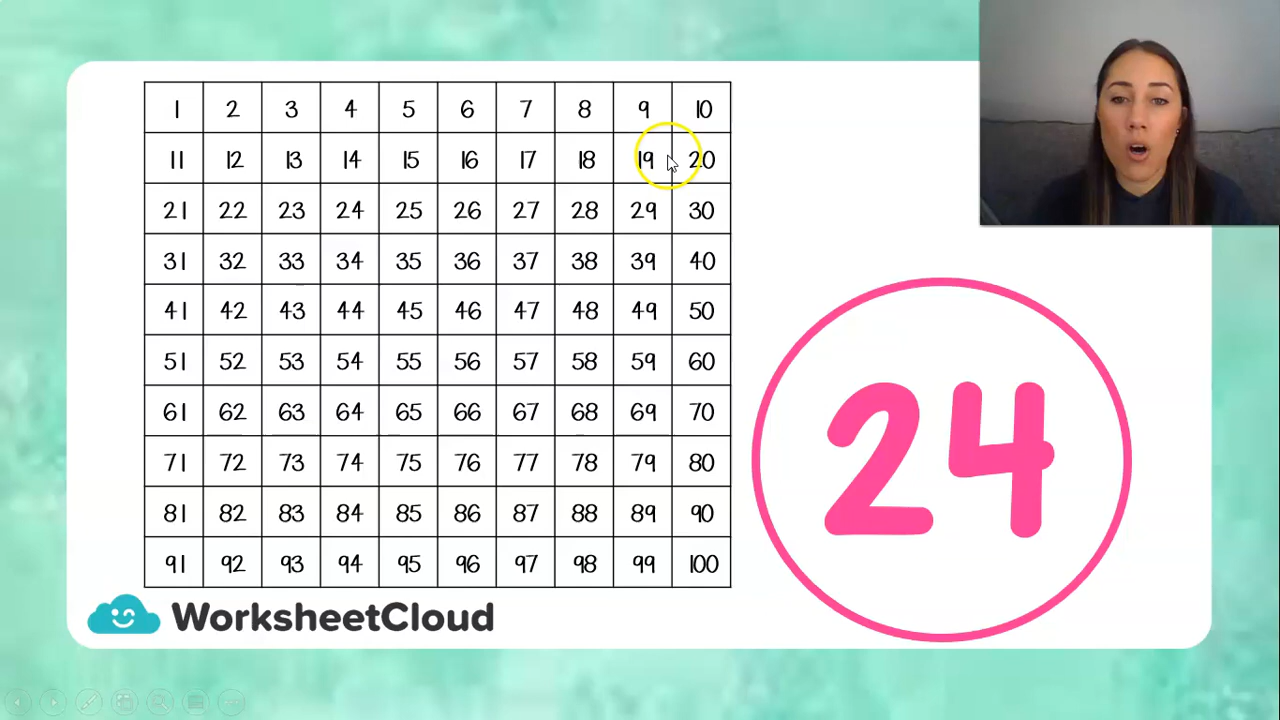 1 2 3 4 5 6 7 8 9 10
11 12 13 14 15 16 17 18 19 20
21 22 23 24 25 26 27 28 29 30
31 32 33 34 35 36 37 38 39 40
41 42 43 44 45 46 47 48 49 50
51 52 53 54 55 56 57 58 59 60
61 62 63 64 65 66 67 68 69 70
71 72 73 74 75 76 77 78 79 80
81 82 83 84 85 86 87 88 89 90
91 92 93 94 95 96 97 98 99 100
24
WorksheetCloud